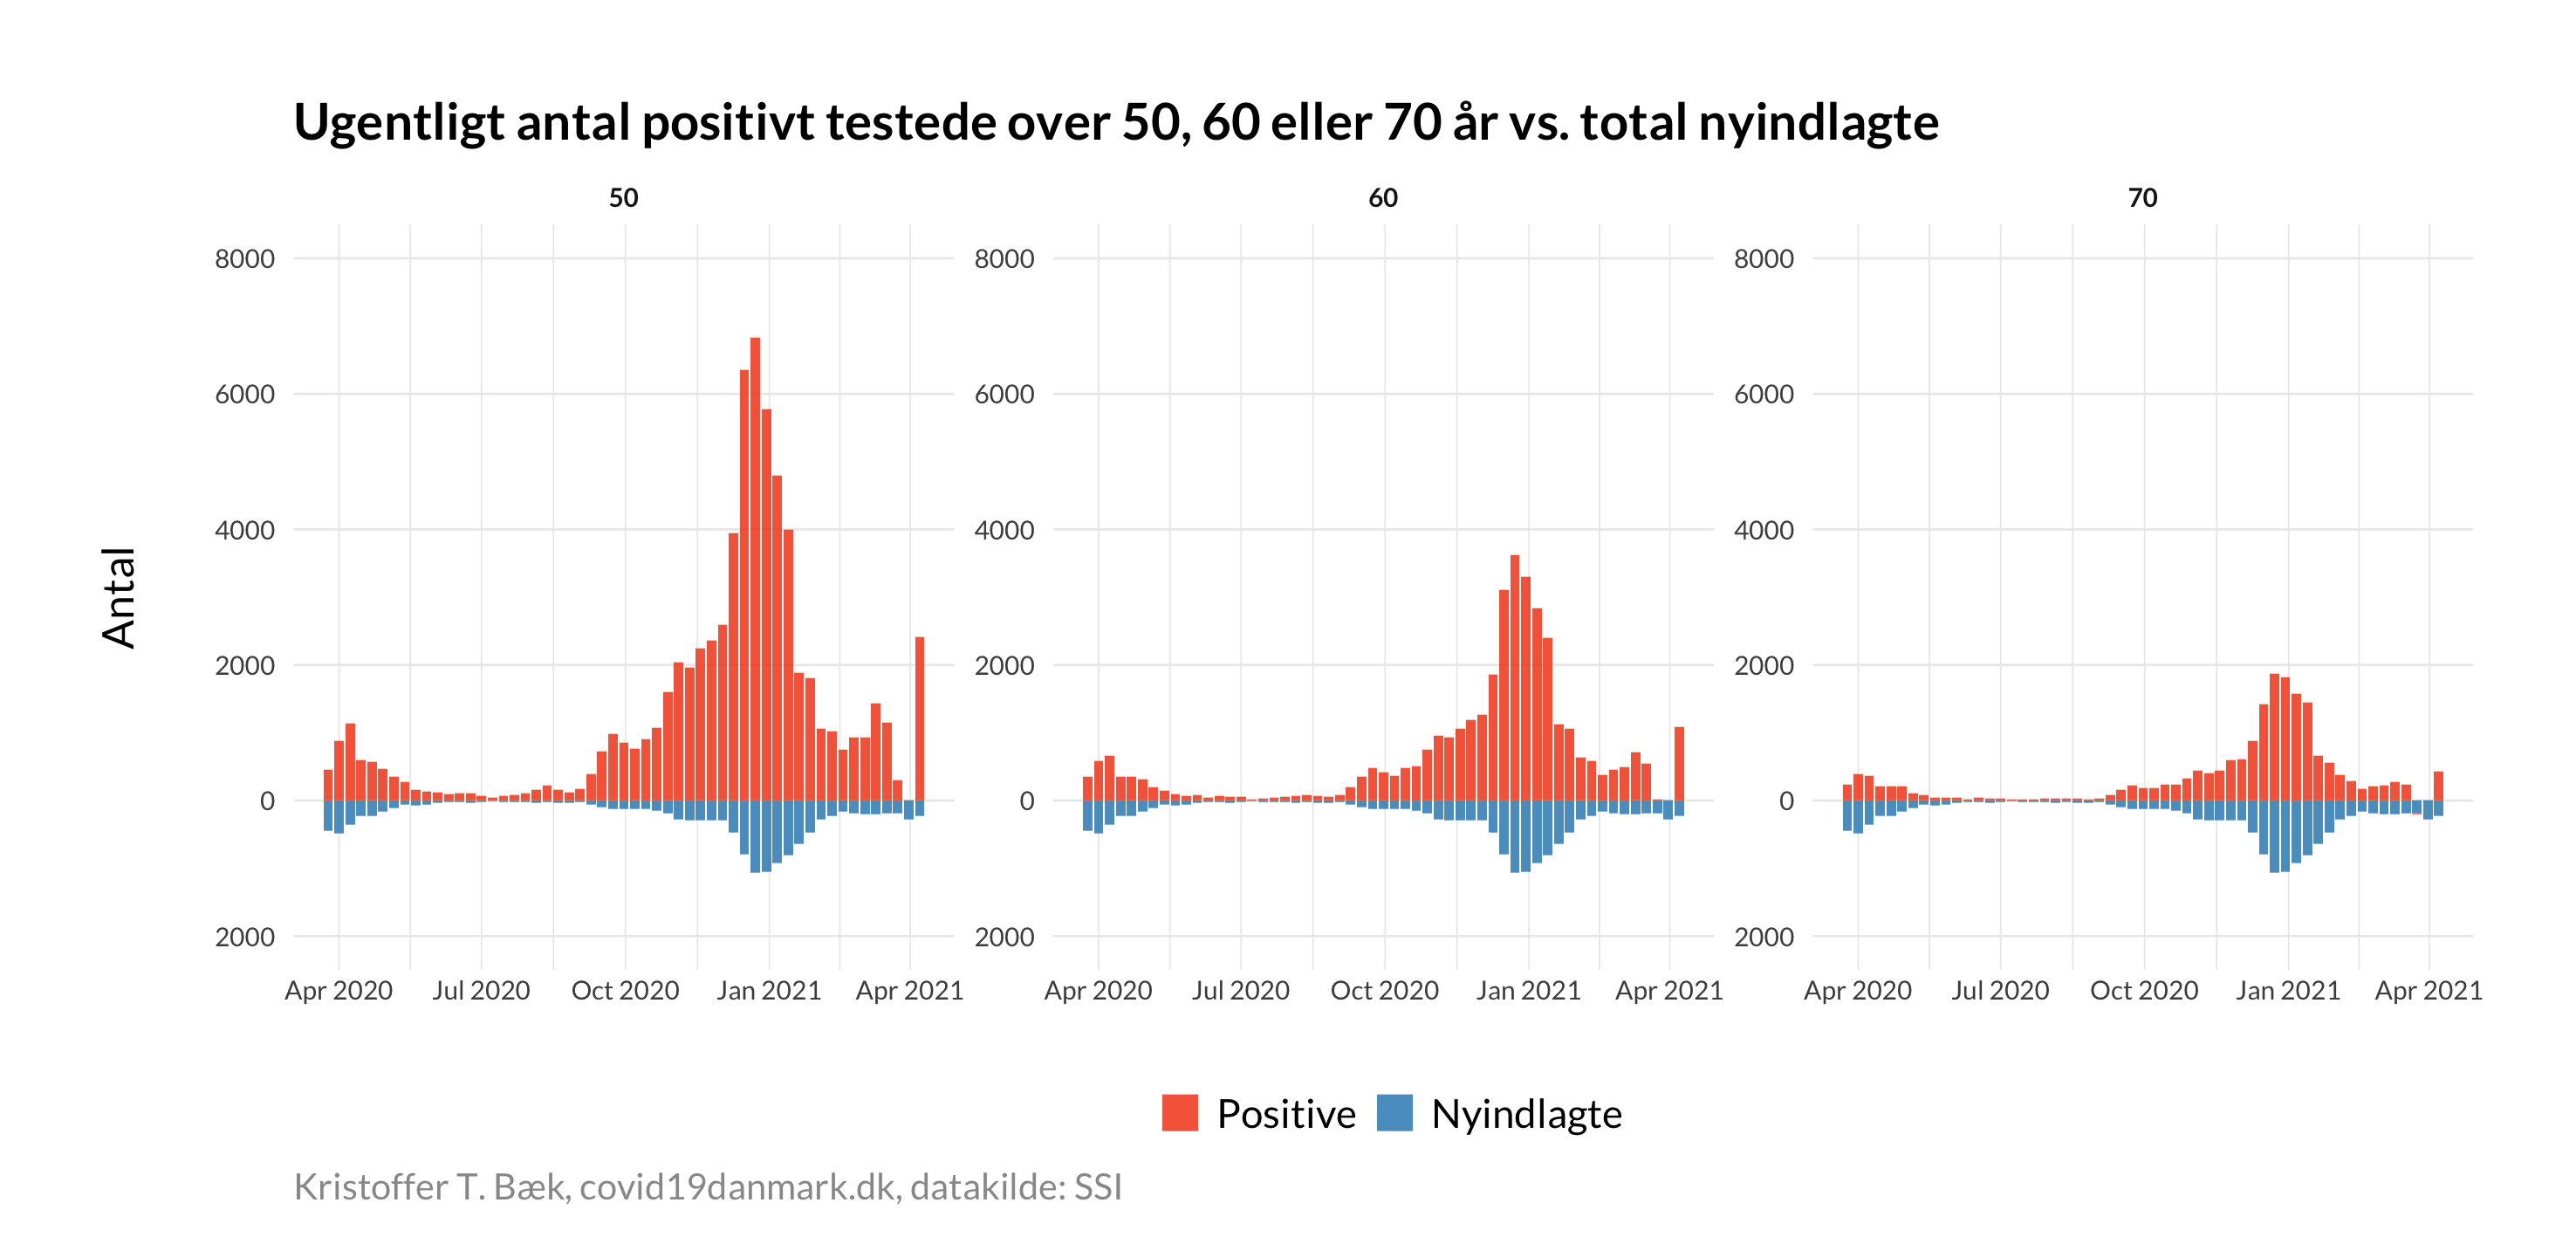 Ugentligt antal positivt testede over 50, 60 eller 70 år vs. total nyindlagte
50 60 70
8000 8000 8000
6000 6000 6000
4000 4000 4000
2000 2000 2000
0 0 0
2000 2000 2000
Antal
Apr 2020 Jul 2020 Oct 2020 Jan 2021 Apr 2021 Apr 2020 Jul 2020 Oct 2020 Jan 2021 Apr 2021 Apr 2020 Jul 2020 Oct 2020 Jan 2021 Apr 2021
Positive Nyindlagte
Kristoffer T. Bæk, covid19danmark.dk, datakilde: SSI